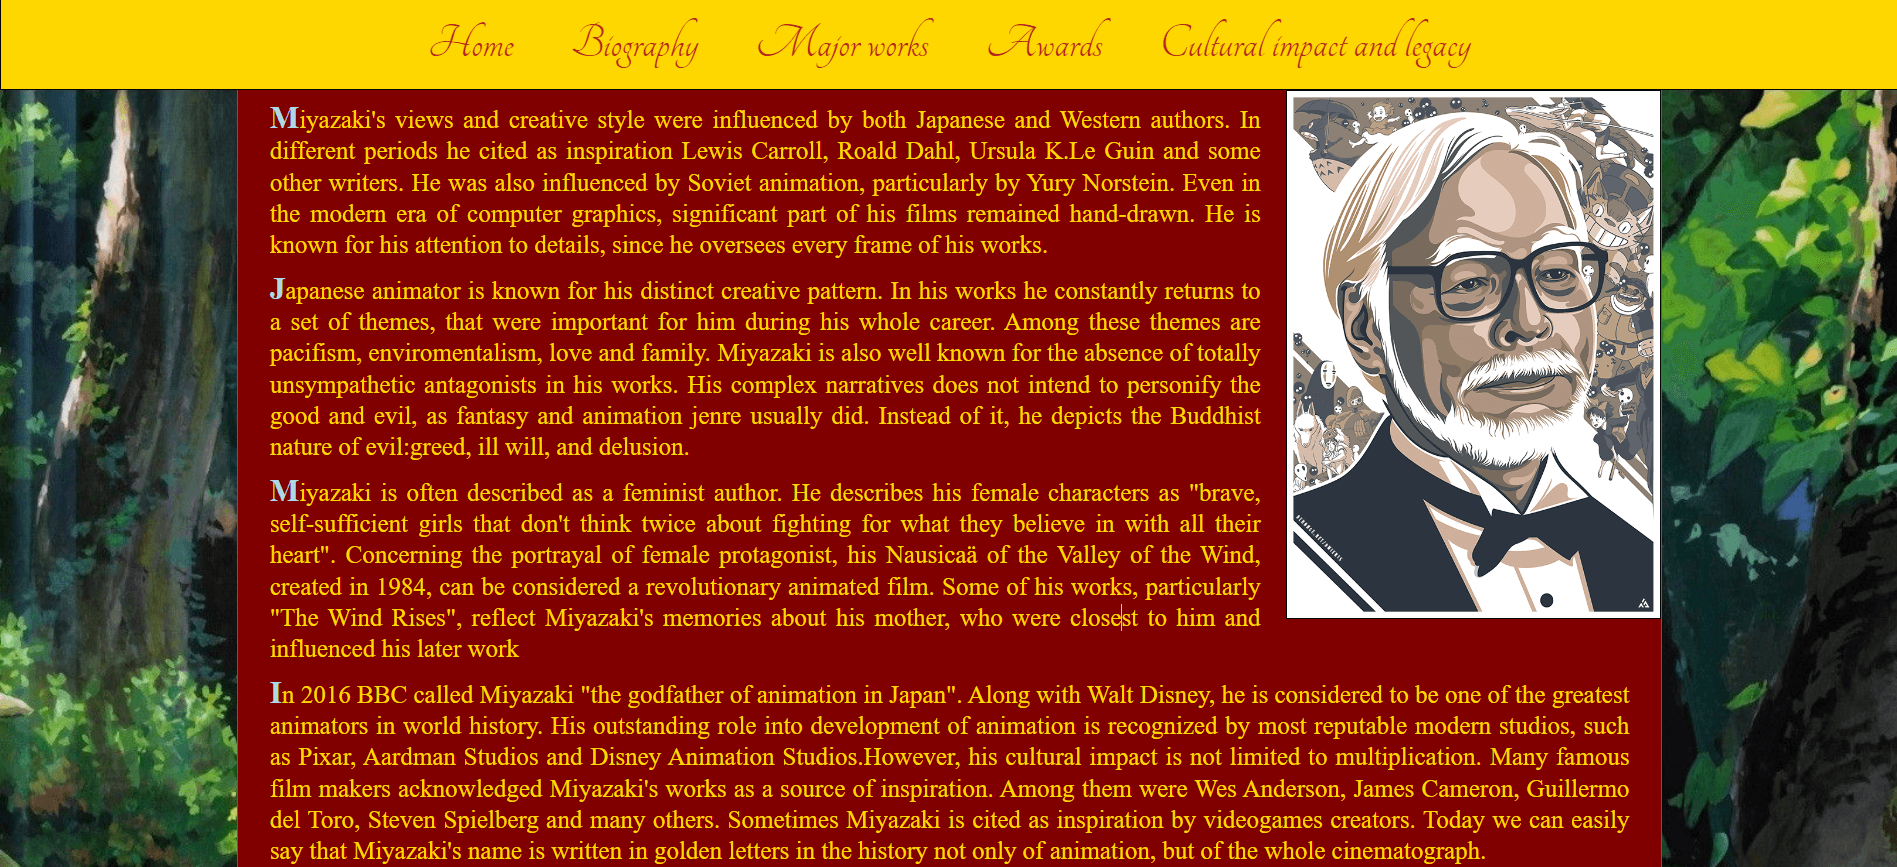 Home Biography Major works Awards Cultural impact and legacy
Miyazaki's views and creative style were influenced by both Japanese and Western authors. In
different periods he cited as inspiration Lewis Carroll, Roald Dahl, Ursula K.Le Guin and some
other writers. He was also influenced by Soviet animation, particularly by Yury Norstein. Even in
the modern era of computer graphics, significant part of his films remained hand-drawn. He is
known for his attention to details, since he oversees every frame of his works.
Japanese animator is known for his distinct creative pattern. In his works he constantly returns to
a set of themes, that were important for him during his whole career. Among these themes are
pacifism, enviromentalism, love and family. Miyazaki is also well known for the absence of totally
unsympathetic antagonists in his works. His complex narratives does not intend to personify the
good and evil, as fantasy and animation jenre usually did. Instead of it, he depicts the Buddhist
nature of evil:greed, ill will, and delusion.
Miyazaki is often described as a feminist author. He describes his female characters as "brave,
self-sufficient girls that don't think twice about fighting for what they believe in with all their
heart". Concerning the portrayal of female protagonist, his Nausicaä of the Valley of the Wind,
created in 1984, can be considered a revolutionary animated film. Some of his works, particularly
"The Wind Rises", reflect Miyazaki's memories about his mother, who were closest to him and
influenced his later work
In 2016 BBC called Miyazaki "the godfather of animation in Japan". Along with Walt Disney, he is considered to be one of the greatest
animators in world history. His outstanding role into development of animation is recognized by most reputable modern studios, such
as Pixar, Aardman Studios and Disney Animation Studios.However, his cultural impact is not limited to multiplication. Many famous
film makers acknowledged Miyazaki's works as a source of inspiration. Among them were Wes Anderson, James Cameron, Guillermo
del Toro, Steven Spielberg and many others. Sometimes Miyazaki is cited as inspiration by videogames creators. Today we can easily
say that Miyazaki's name is written in golden letters in the history not only of animation, but of the whole cinematograph.